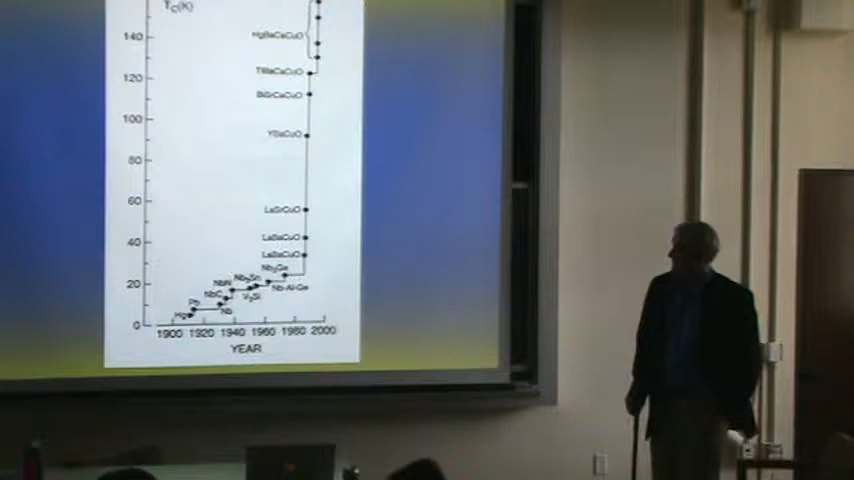 Tc(K)
140
HgBaCaCuO
120
TlBaCaCuO
BiSrCaCuO
100
YBaCuO
80
60
LaSrCuO
40
LaBaCuO
LaBaCuO
Nb3Ge
20
NbN
Nb3Sn
Nb-Al-Ge
NbC
V3Si
Pb
Nb
Hg
0
1900 1920 1940 1960 1980 2000
YEAR